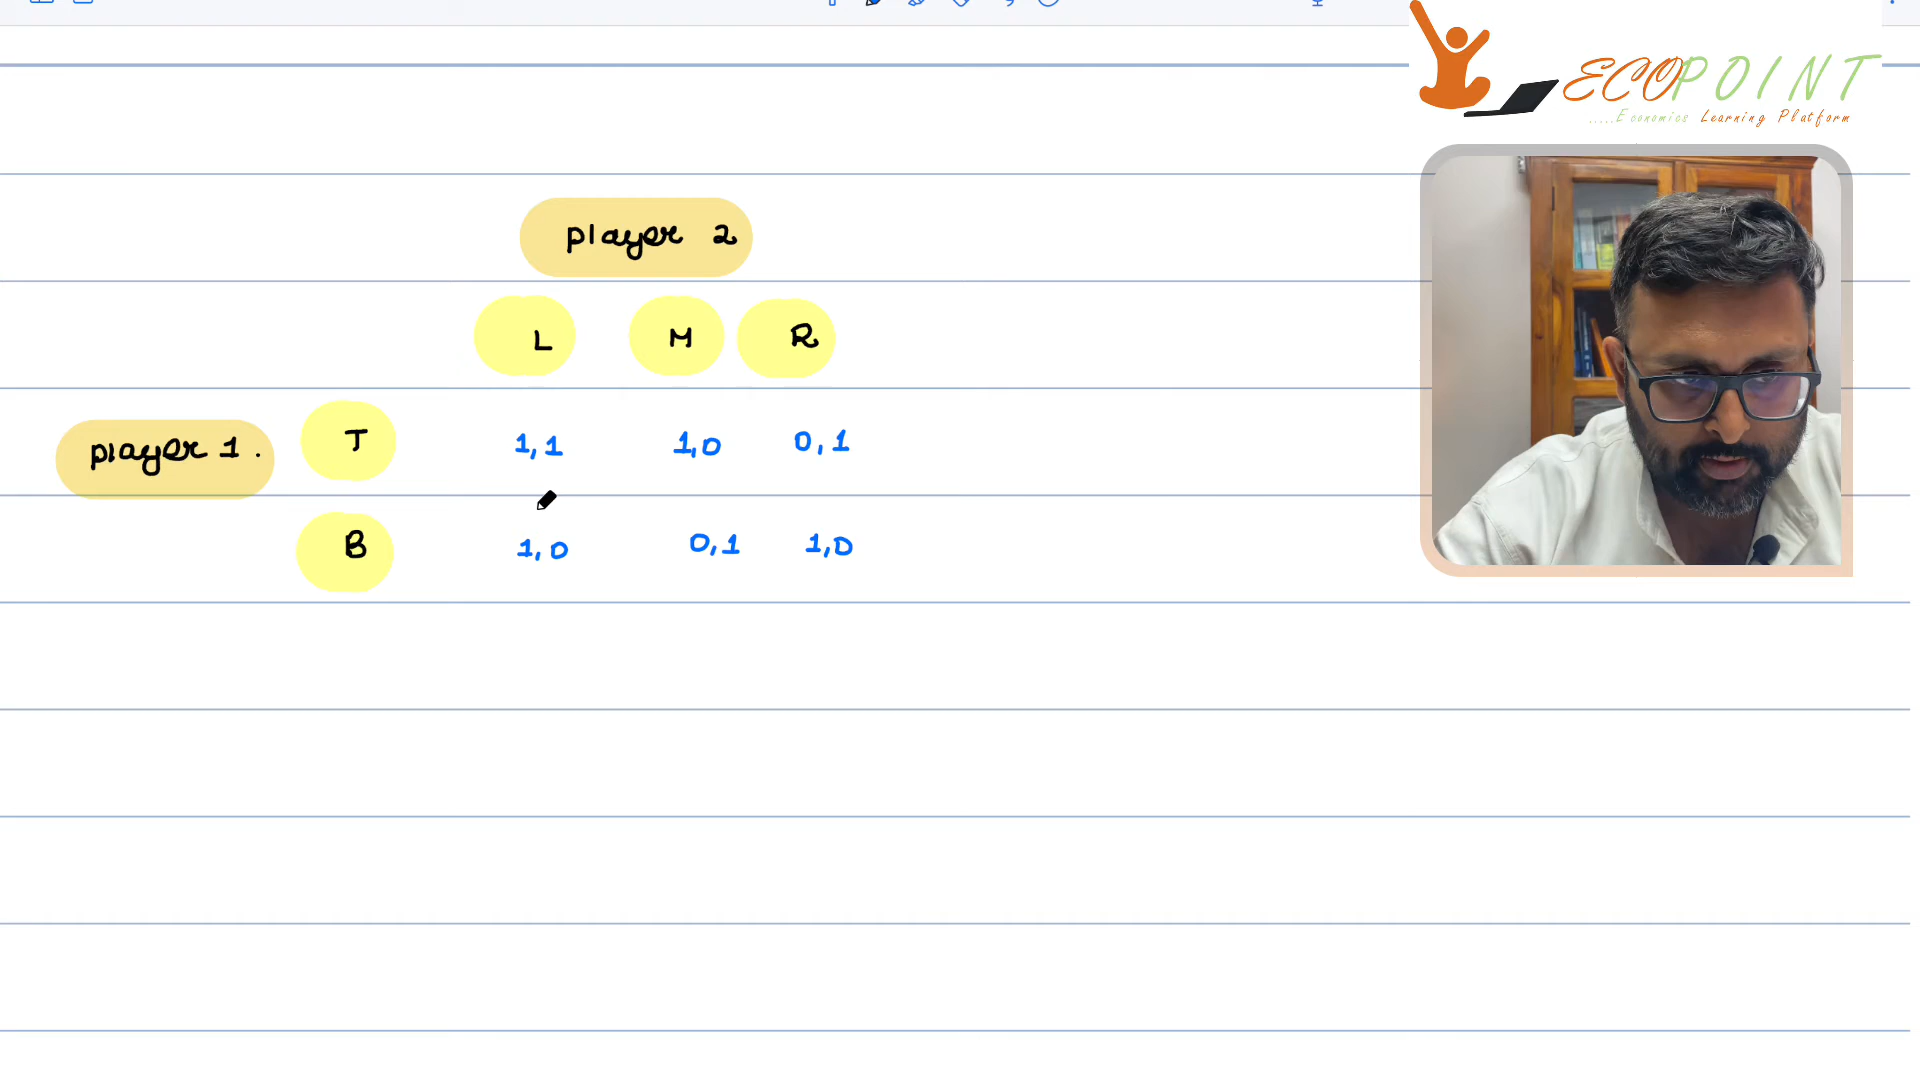 ECOPOINT
.....Economics Learning Platform
player 2
L M R
player 1. T 1,1 1,0 0,1
B 1,0 0,1 1,0